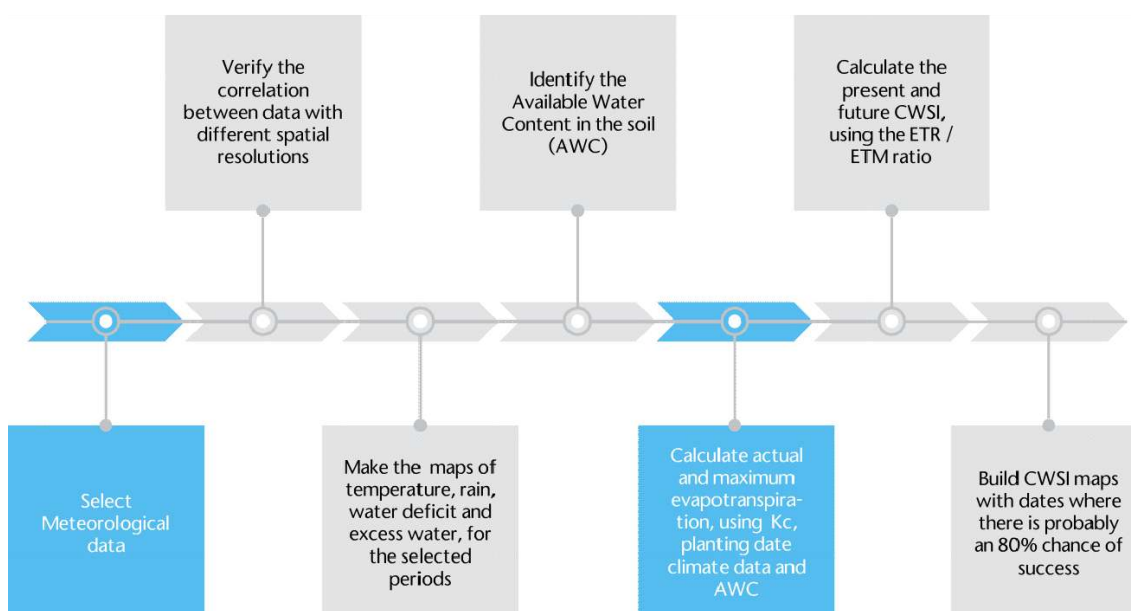 Verify the
correlation
between data with
different spatial
resolutions
Identify the
Available Water
Content in the soil
(AWC)
Calculate the
present and
future CWSI,
using the ETR /
ETM ratio
Select
Meteorological
data
Make the maps of
temperature, rain,
water deficit and
excess water, for
the selected
periods
Calculate actual
and maximum
evapotranspira-
tion, using Kc,
planting date
climate data and
AWC
Build CWSI maps
with dates where
there is probably
an 80% chance of
success